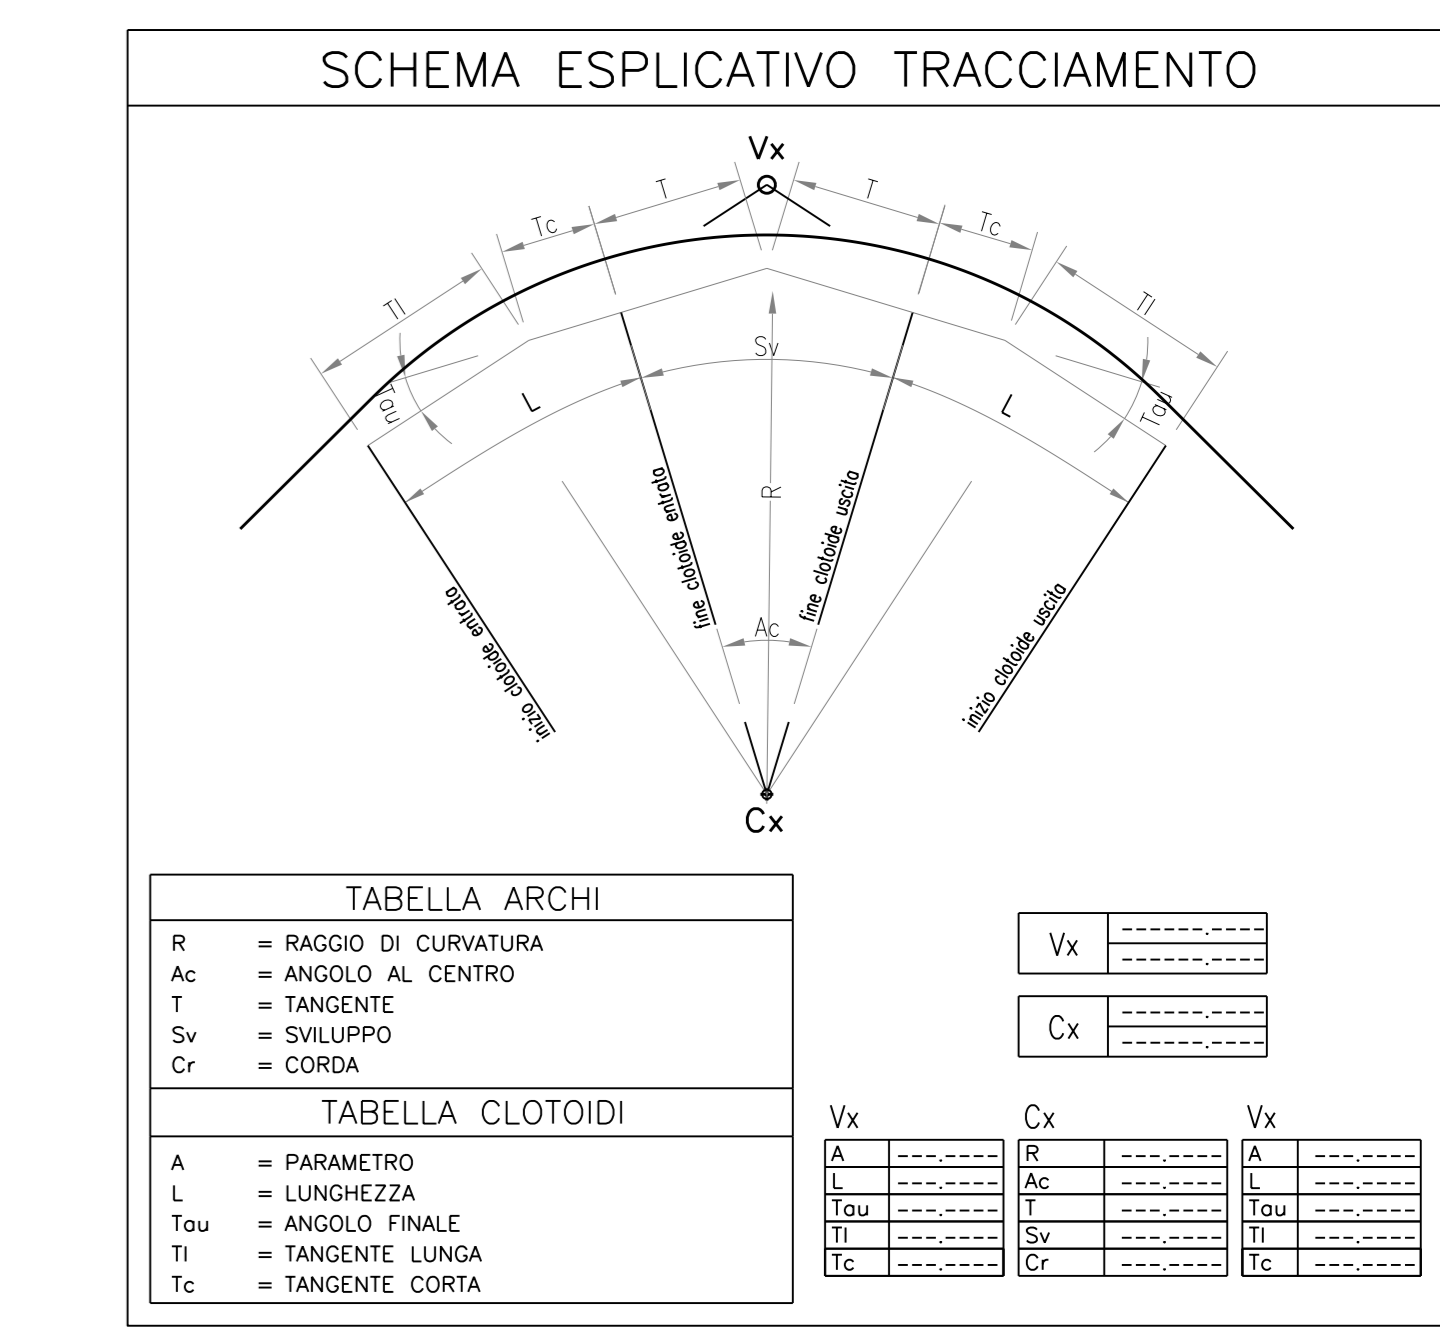 SCHEMA ESPLICATIVO TRACCIAMENTO
Vx
T
T
Tc
Tc
Tl
Tl
Sv
Tau
Tau
L
L
R
fine clotoide entrata
fine clotoide uscita
inizio clotoide entrata
inizio clotoide uscita
Ac
Cx
TABELLA ARCHI
R = RAGGIO DI CURVATURA
Ac = ANGOLO AL CENTRO
T = TANGENTE
Sv = SVILUPPO
Cr = CORDA
TABELLA CLOTOIDI
A = PARAMETRO
L = LUNGHEZZA
Tau = ANGOLO FINALE
Tl = TANGENTE LUNGA
Tc = TANGENTE CORTA
Vx ------.----
------.----
Cx ------.----
------.----
Vx Cx Vx
A ---.---- R ---.---- A ---.----
L ---.---- Ac ---.---- L ---.----
Tau ---.---- T ---.---- Tau ---.----
Tl ---.---- Sv ---.---- Tl ---.----
Tc ---.---- Cr ---.---- Tc ---.----